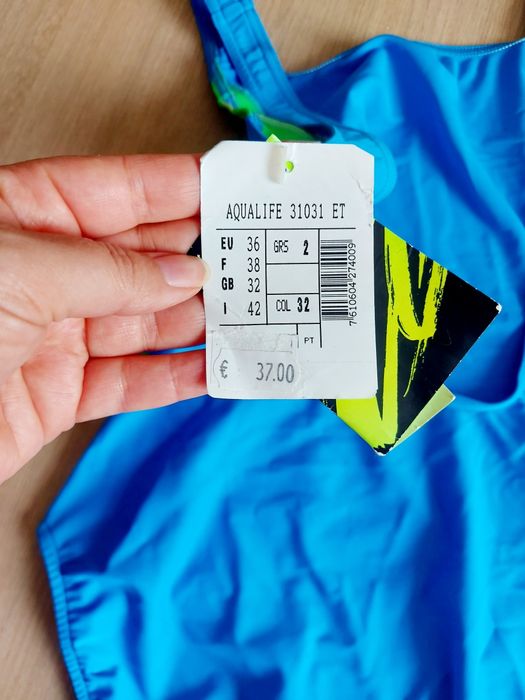 AQUALIFE 31031 ET
EU 36
F 38
GB 32
I 42
GRS 2
COL 32
PT
7610604274009
€ 37.00